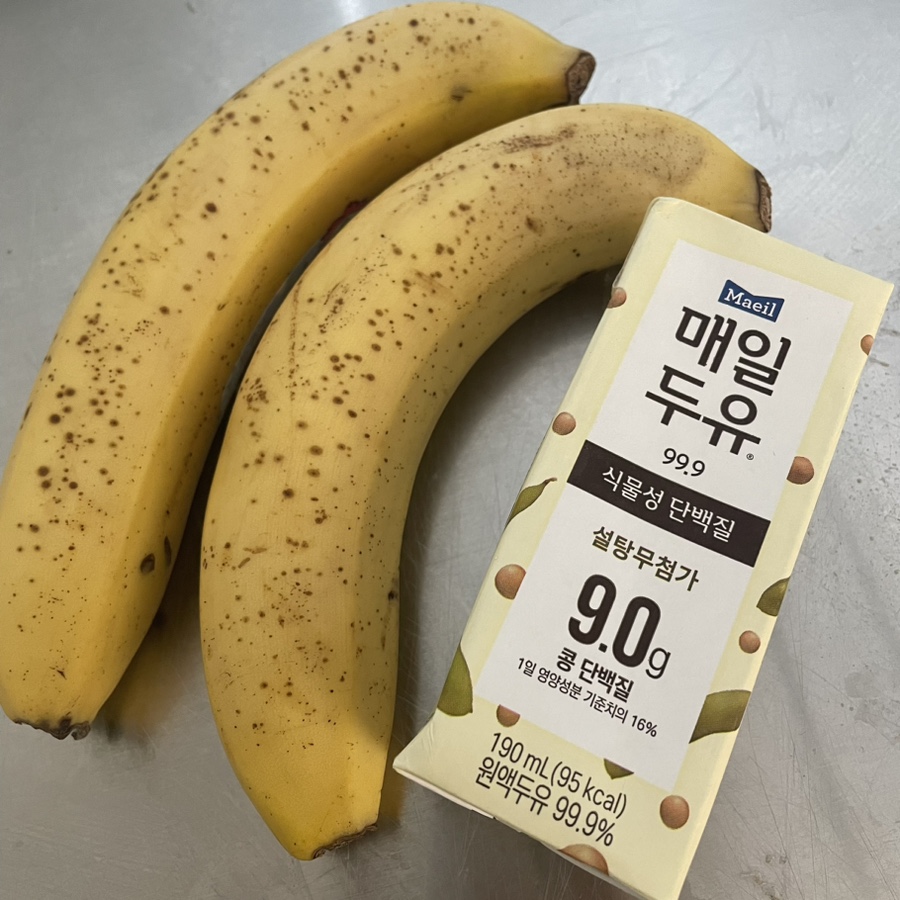 Maeil
매일
두유®
99.9
식물성 단백질
설탕무첨가
9.0g
콩 단백질
1일 영양성분 기준치의 16%
190 mL(95 kcal)
원액두유 99.9%